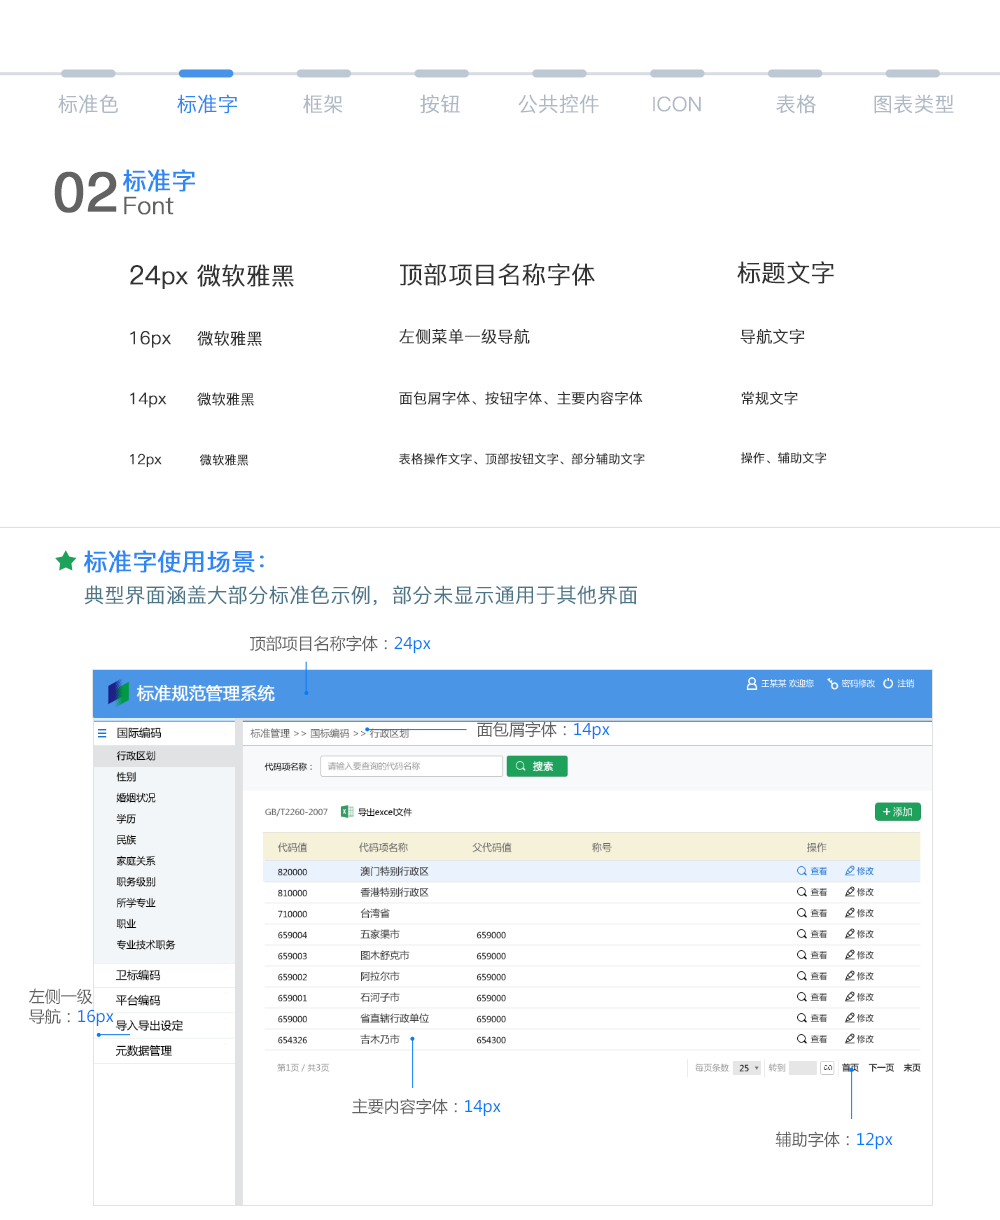 标准色 标准字 框架 按钮 公共控件 ICON 表格 图表类型
02 标准字
Font
24px 微软雅黑 顶部项目名称字体 标题文字
16px 微软雅黑 左侧菜单一级导航 导航文字
14px 微软雅黑 面包屑字体、按钮字体、主要内容字体 常规文字
12px 微软雅黑 表格操作文字、顶部按钮文字、部分辅助文字 操作、辅助文字
标准字使用场景：
典型界面涵盖大部分标准色示例，部分未显示通用于其他界面
顶部项目名称字体：24px
标准规范管理系统 王某某 欢迎您 密码修改 注销
国际编码
行政区划
性别
婚姻状况
学历
民族
家庭关系
职务级别
所学专业
职业
专业技术职务
卫标编码
平台编码
导入导出设定
元数据管理
左侧一级
导航：16px
标准管理 >> 国际编码 >> 行政区划
面包屑字体：14px
代码项名称： 请输入要查询的代码名称 搜索
GB/T2260-2007 导出excel文件 +添加
代码值 代码项名称 父代码值 称号 操作
820000 澳门特别行政区 查看 修改
810000 香港特别行政区 查看 修改
710000 台湾省 查看 修改
659004 五家渠市 659000 查看 修改
659003 图木舒克市 659000 查看 修改
659002 阿拉尔市 659000 查看 修改
659001 石河子市 659000 查看 修改
659000 省直辖行政单位 659000 查看 修改
654326 吉木乃市 654300 查看 修改
第1页 / 共3页 每页条数 25 转到 GO 首页 下一页 末页
主要内容字体：14px
辅助字体：12px